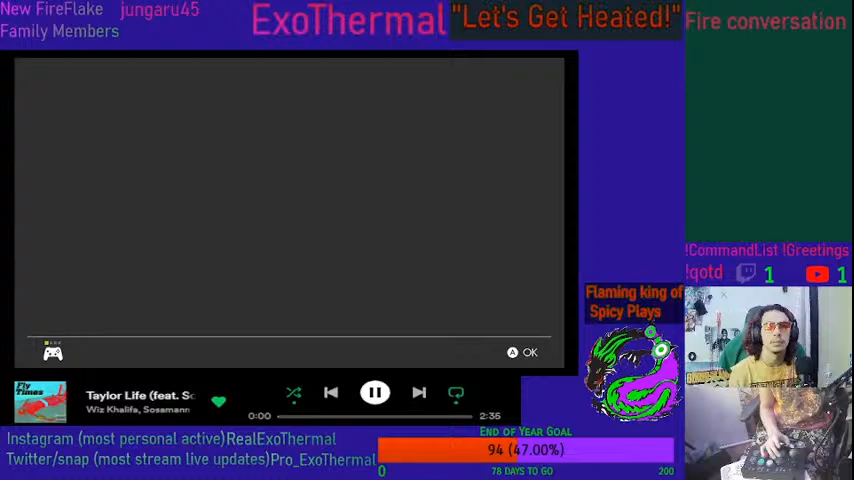 New FireFlake jungaru45
Family Members
ExoThermal
"Let's Get Heated!"
Fire conversation
A OK
!CommandList !Greetings
!qotd 1 1
Flaming king of
Spicy Plays
Fly
Times
Taylor Life (feat. Sc
Wiz Khalifa, Sosamann
0:00 2:35
Instagram (most personal active)RealExoThermal
Twitter/snap (most stream live updates)Pro_ExoThermal
End of Year Goal
94 (47.00%)
0 78 DAYS TO GO 200